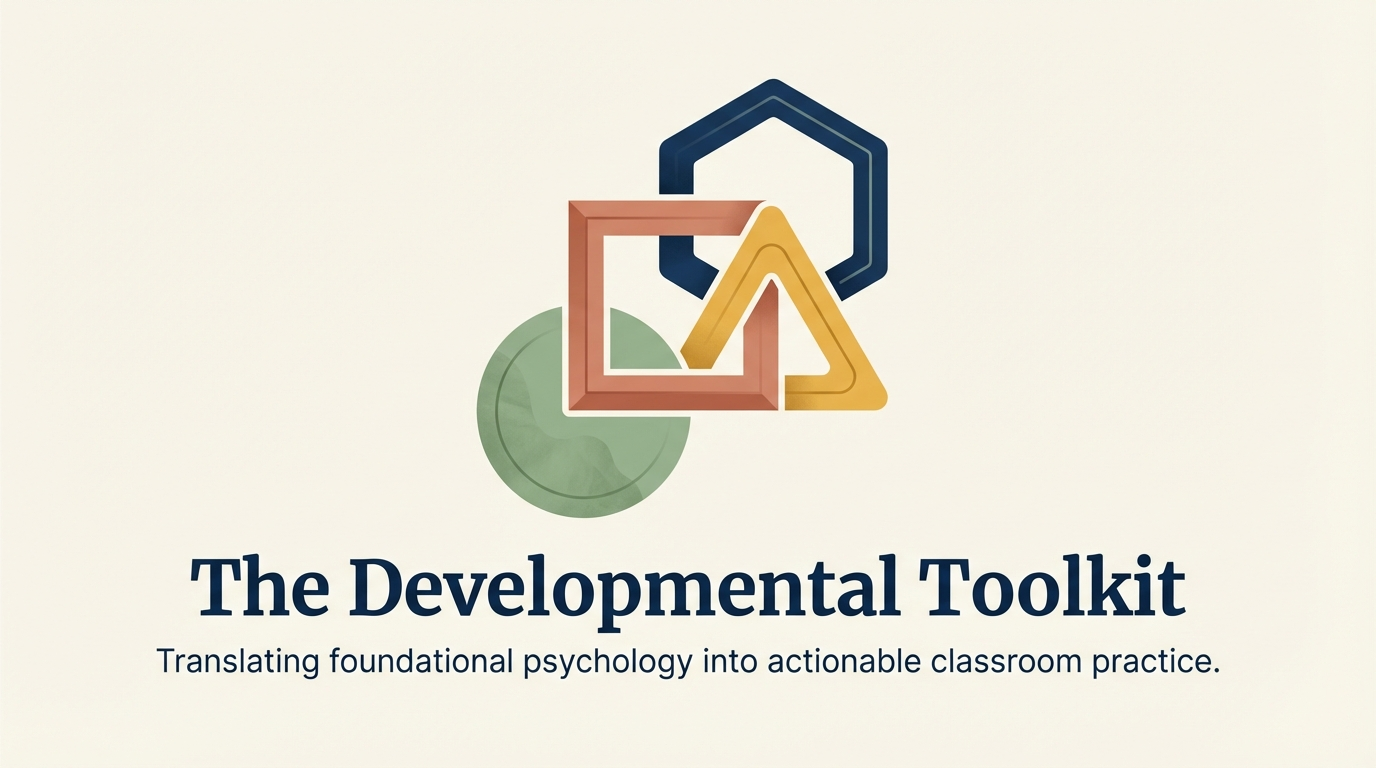 The Developmental Toolkit
Translating foundational psychology into actionable classroom practice.